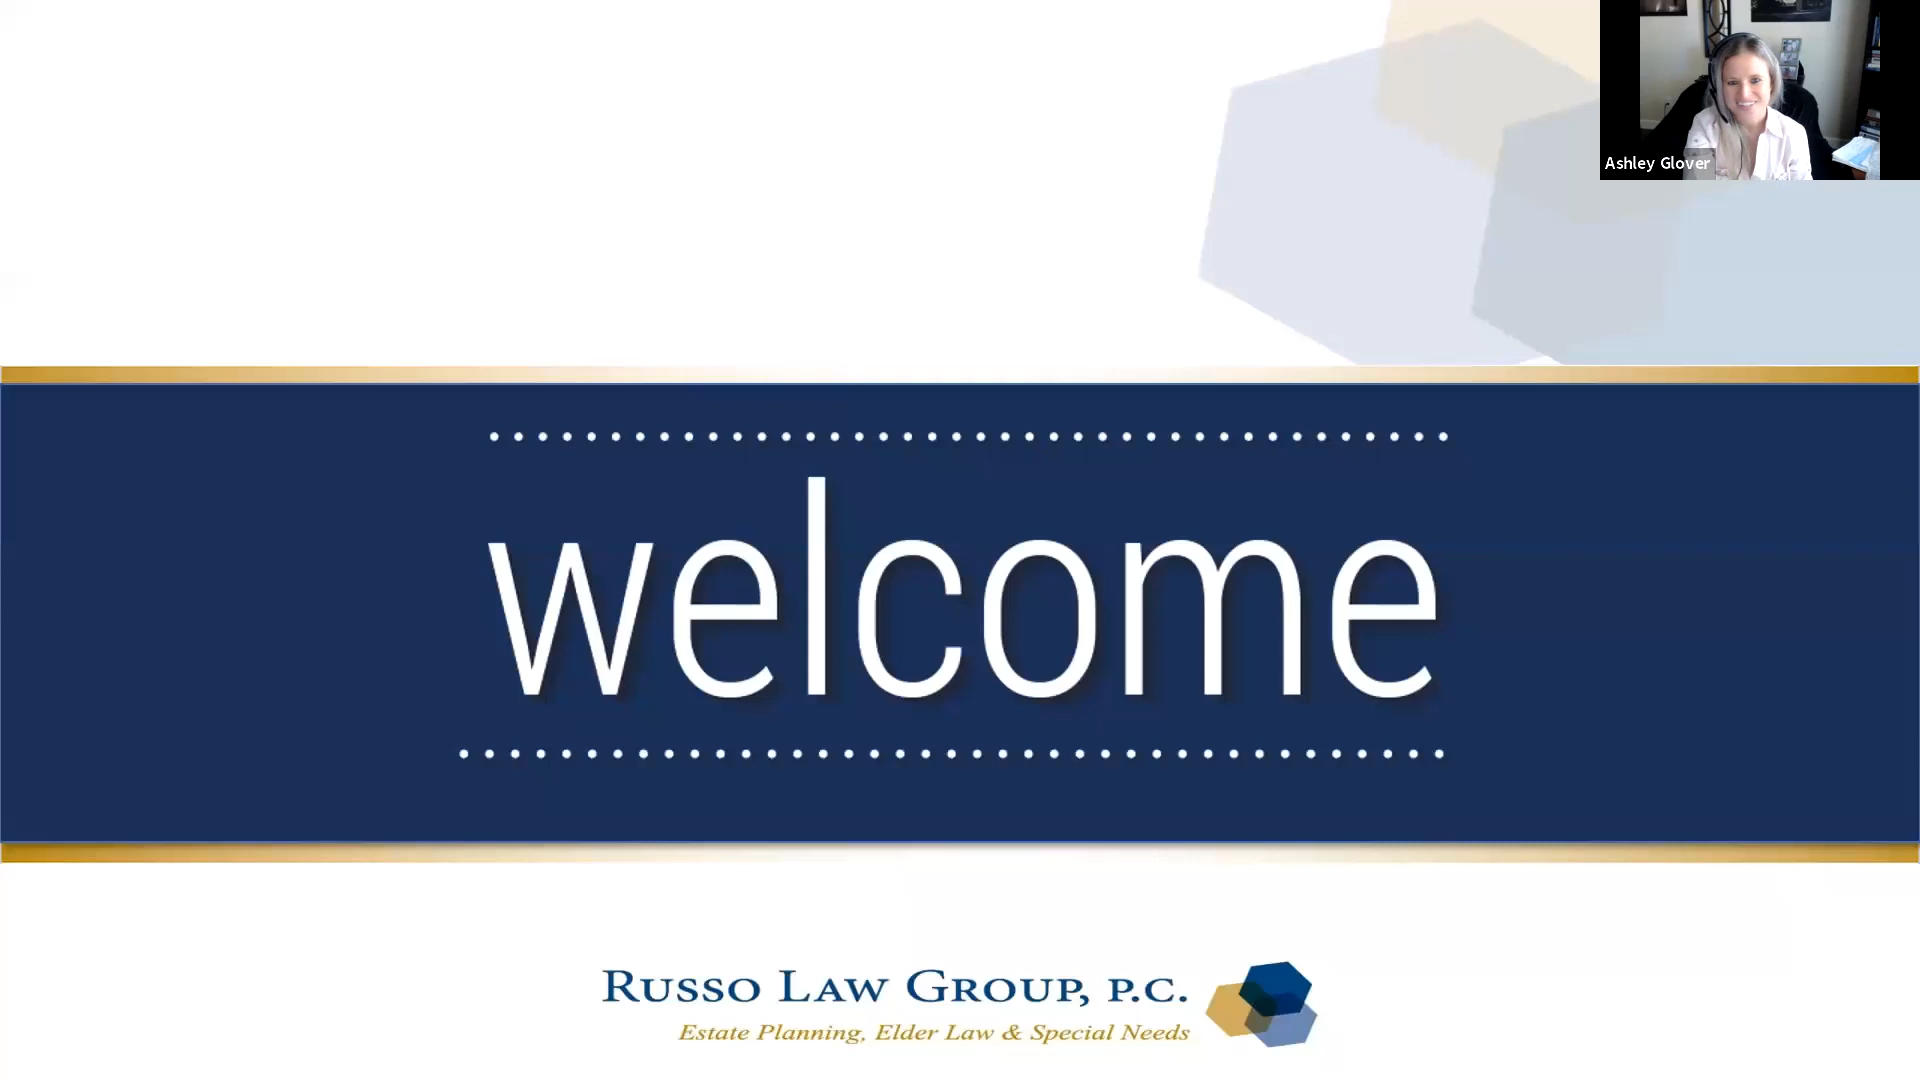 Ashley Glover
welcome
Russo Law Group, P.C.
Estate Planning, Elder Law & Special Needs